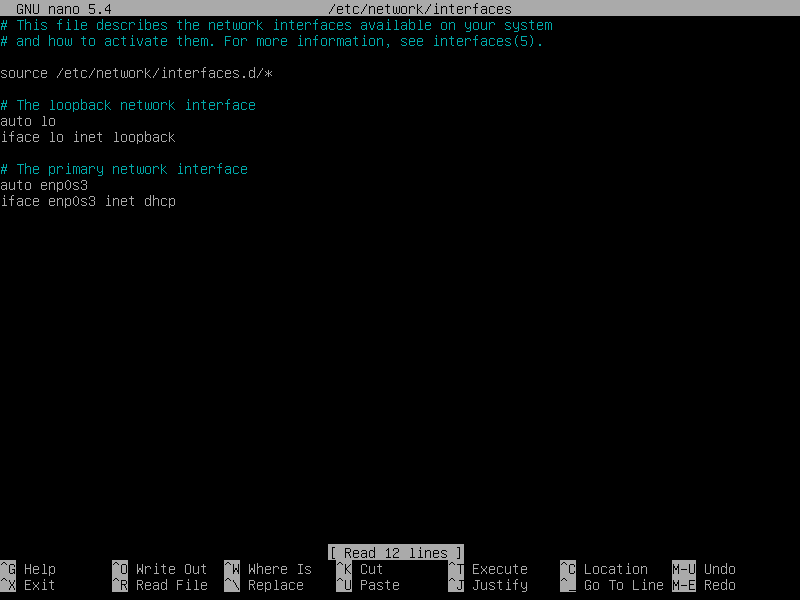 GNU nano 5.4 /etc/network/interfaces
# This file describes the network interfaces available on your system
# and how to activate them. For more information, see interfaces(5).
source /etc/network/interfaces.d/*
# The loopback network interface
auto lo
iface lo inet loopback
# The primary network interface
auto enp0s3
iface enp0s3 inet dhcp
[ Read 12 lines ]
^G Help ^O Write Out ^W Where Is ^K Cut ^T Execute ^C Location M-U Undo
^X Exit ^R Read File ^\ Replace ^U Paste ^J Justify ^_ Go To Line M-E Redo